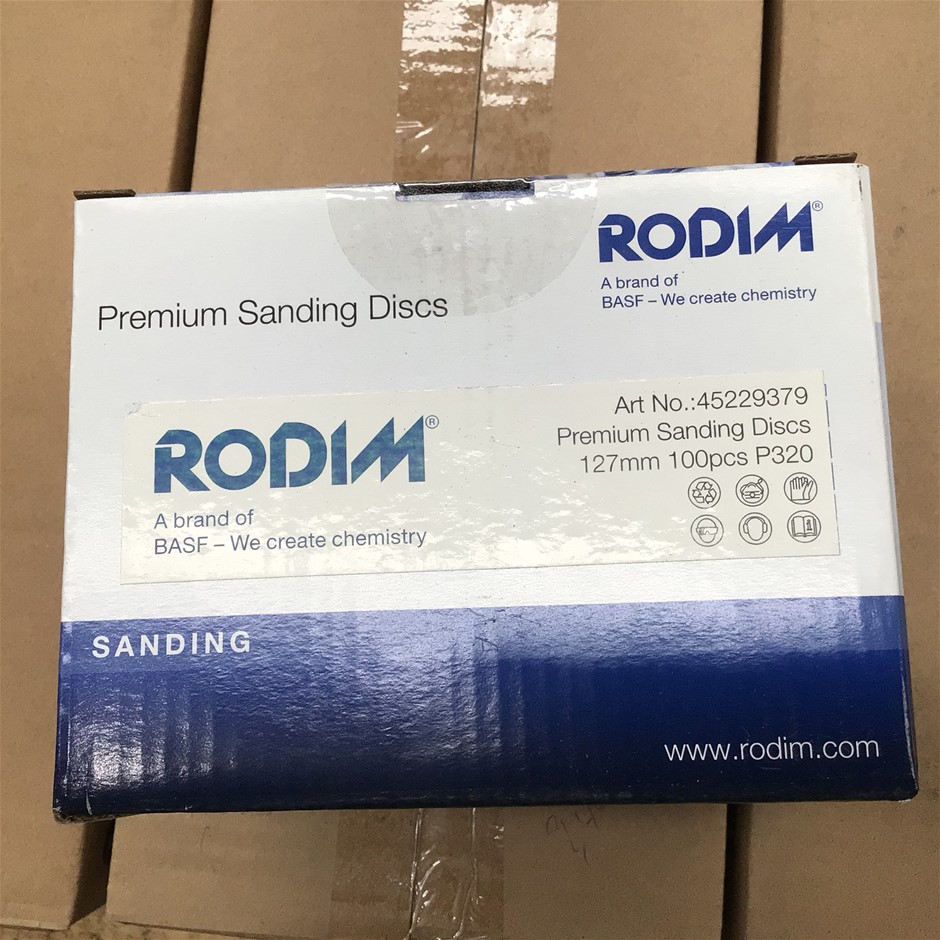 RODIM®
A brand of
BASF – We create chemistry
Premium Sanding Discs
RODIM®
A brand of
BASF – We create chemistry
Art No.:45229379
Premium Sanding Discs
127mm 100pcs P320
SANDING
www.rodim.com